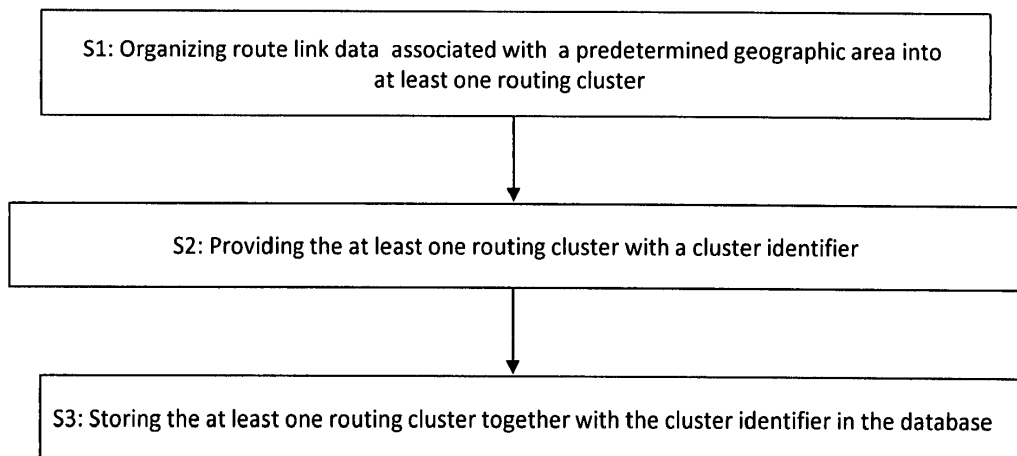 S1: Organizing route link data associated with a predetermined geographic area into
at least one routing cluster
S2: Providing the at least one routing cluster with a cluster identifier
S3: Storing the at least one routing cluster together with the cluster identifier in the database